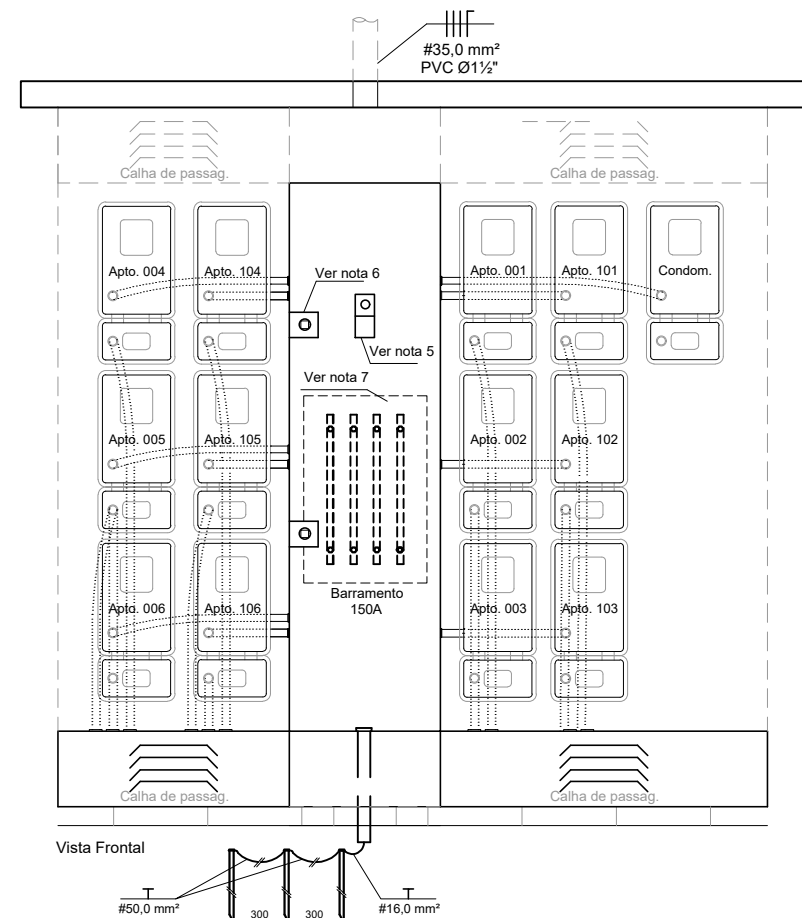 #35,0 mm²
PVC Ø1½"
Calha de passag.
Calha de passag.
Apto. 004
Apto. 104
Ver nota 6
Apto. 001
Apto. 101
Condom.
Ver nota 5
Ver nota 7
Apto. 005
Apto. 105
Apto. 002
Apto. 102
Barramento
150A
Apto. 006
Apto. 106
Apto. 003
Apto. 103
Calha de passag.
Calha de passag.
Vista Frontal
#50,0 mm²
300
300
#16,0 mm²